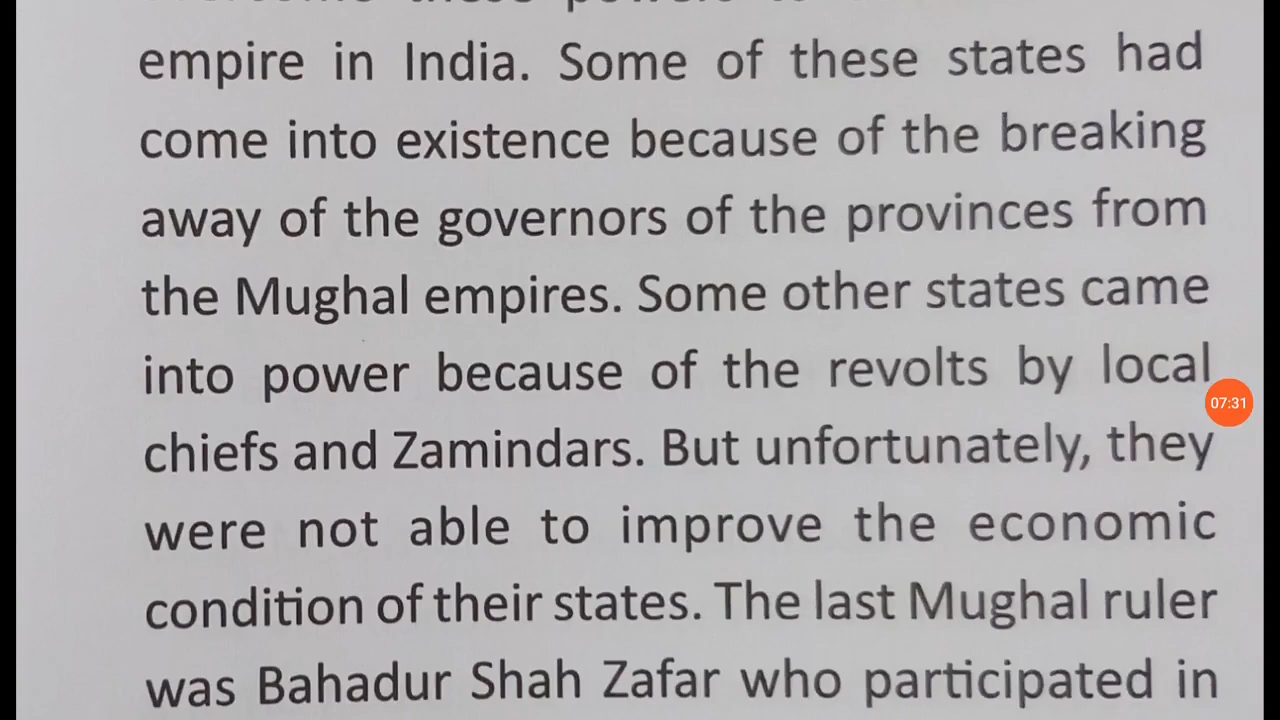 empire in India. Some of these states had
come into existence because of the breaking
away of the governors of the provinces from
the Mughal empires. Some other states came
into power because of the revolts by local
07:31
chiefs and Zamindars. But unfortunately, they
were not able to improve the economic
condition of their states. The last Mughal ruler
was Bahadur Shah Zafar who participated in